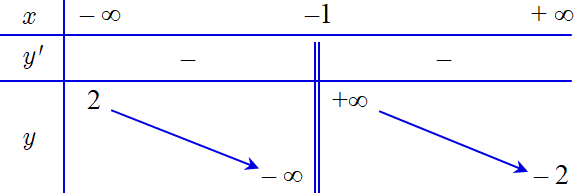 x – ∞ –1 + ∞
y′ – –
2 +∞
y
– ∞ – 2